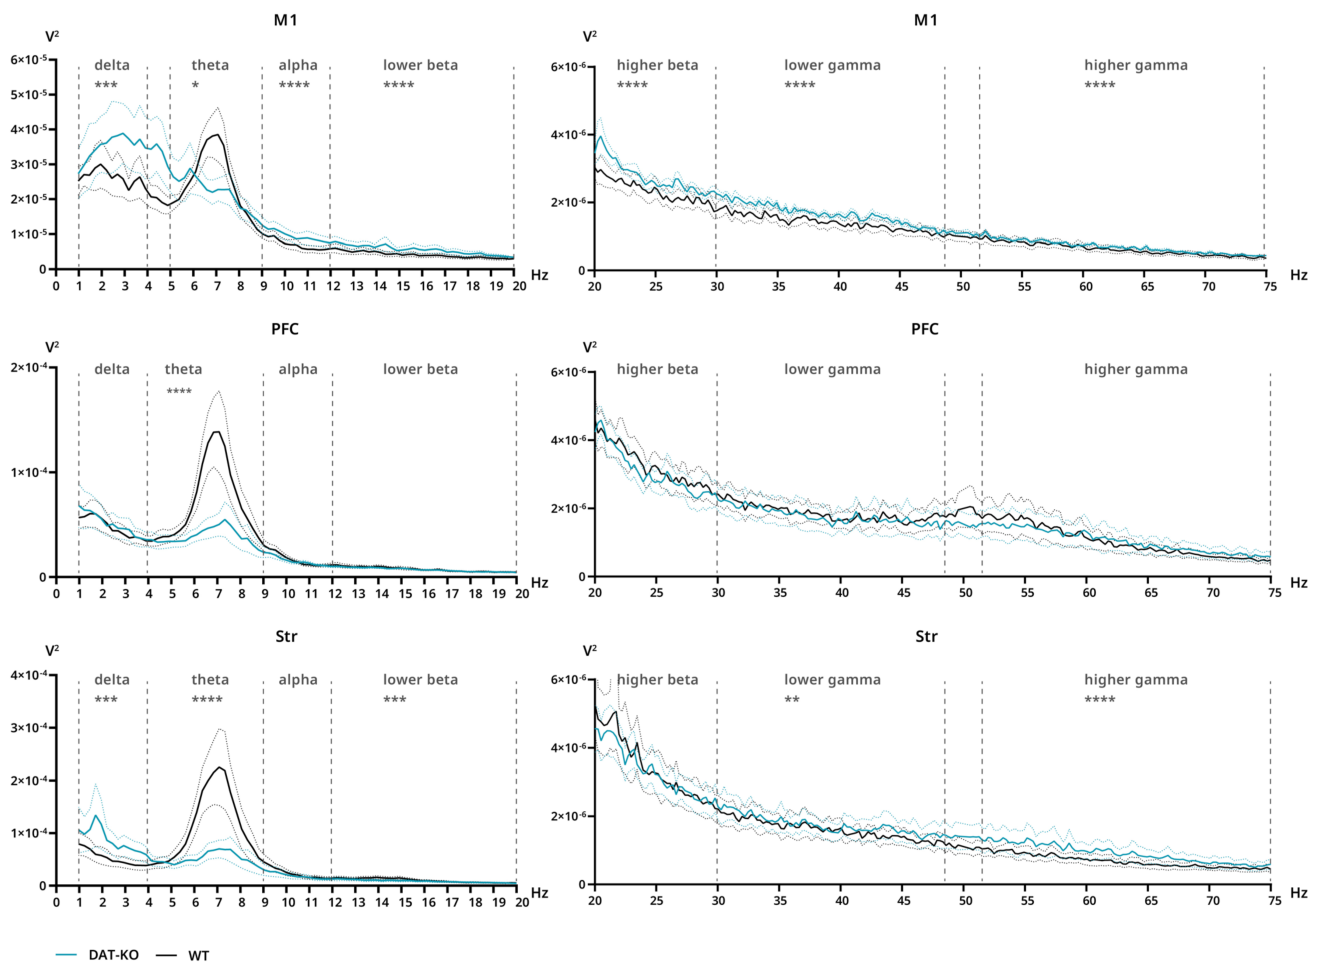 M1
V²
6×10⁻⁵
5×10⁻⁵
4×10⁻⁵
3×10⁻⁵
2×10⁻⁵
1×10⁻⁵
0
delta theta alpha lower beta
*** * **** ****
1 2 3 4 5 6 7 8 9 10 11 12 13 14 15 16 17 18 19 20 Hz
M1
V²
6×10⁻⁶
4×10⁻⁶
2×10⁻⁶
0
higher beta lower gamma higher gamma
**** **** ****
20 25 30 35 40 45 50 55 60 65 70 75 Hz
PFC
V²
2×10⁻⁴
1×10⁻⁴
0
delta theta alpha lower beta
****
1 2 3 4 5 6 7 8 9 10 11 12 13 14 15 16 17 18 19 20 Hz
PFC
V²
6×10⁻⁶
4×10⁻⁶
2×10⁻⁶
0
higher beta lower gamma higher gamma
20 25 30 35 40 45 50 55 60 65 70 75 Hz
Str
V²
4×10⁻⁴
3×10⁻⁴
2×10⁻⁴
1×10⁻⁴
0
delta theta alpha lower beta
*** **** ***
1 2 3 4 5 6 7 8 9 10 11 12 13 14 15 16 17 18 19 20 Hz
Str
V²
6×10⁻⁶
4×10⁻⁶
2×10⁻⁶
0
higher beta lower gamma higher gamma
** ****
20 25 30 35 40 45 50 55 60 65 70 75 Hz
DAT-KO WT